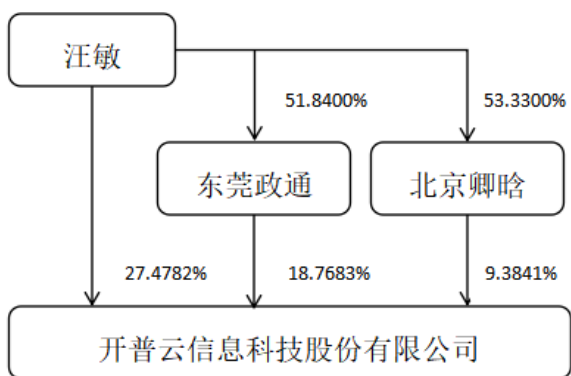 汪敏
51.8400%
53.3300%
东莞政通
北京卿晗
27.4782%
18.7683%
9.3841%
开普云信息科技股份有限公司